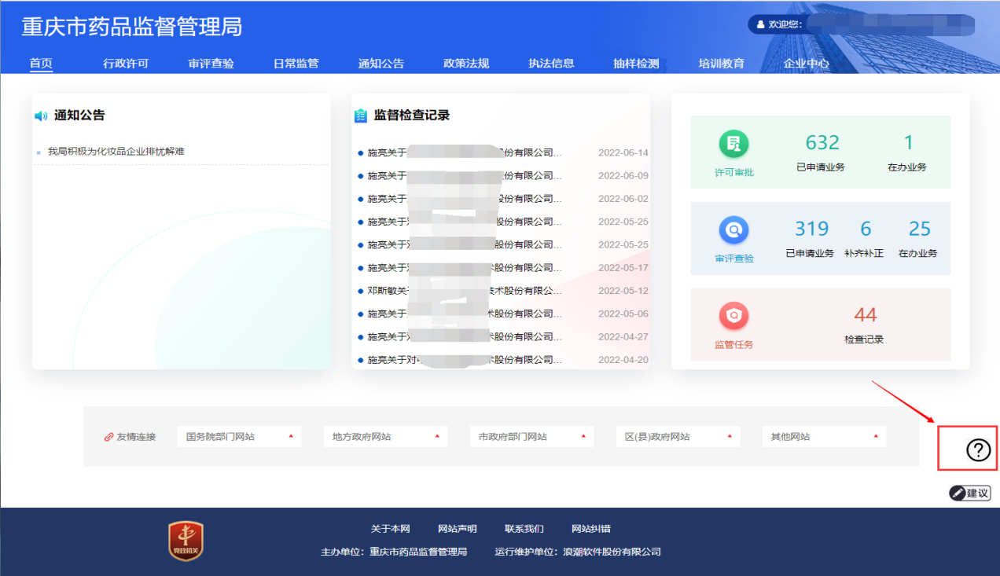 重庆市药品监督管理局
欢迎您:
首页 行政许可 审评查验 日常监管 通知公告 政策法规 执法信息 抽样检测 培训教育 企业中心
通知公告
我局积极为化妆品企业排忧解难
监督检查记录
施亮关于 股份有限公司... 2022-06-14
施亮关于 份有限公司... 2022-06-09
施亮关于 股份有限公司... 2022-06-02
施亮关于 股份有限公司... 2022-05-25
施亮关于 股份有限公司... 2022-05-25
施亮关于 术股份有限公司... 2022-05-17
邓斯敏关 技术股份有限公... 2022-05-12
施亮关于 术股份有限公司... 2022-05-06
施亮关于 术股份有限公司... 2022-04-27
施亮关于对 术股份有限公司... 2022-04-20
许可审批
632 1
已申请业务 在办业务
审评查验
319 6 25
已申请业务 补齐补正 在办业务
监管任务
44
检查记录
友情连接 国务院部门网站 地方政府网站 市政府部门网站 区(县)政府网站 其他网站
?
建议
党政机关
关于本网 网站声明 联系我们 网站纠错
主办单位：重庆市药品监督管理局 运行维护单位：浪潮软件股份有限公司